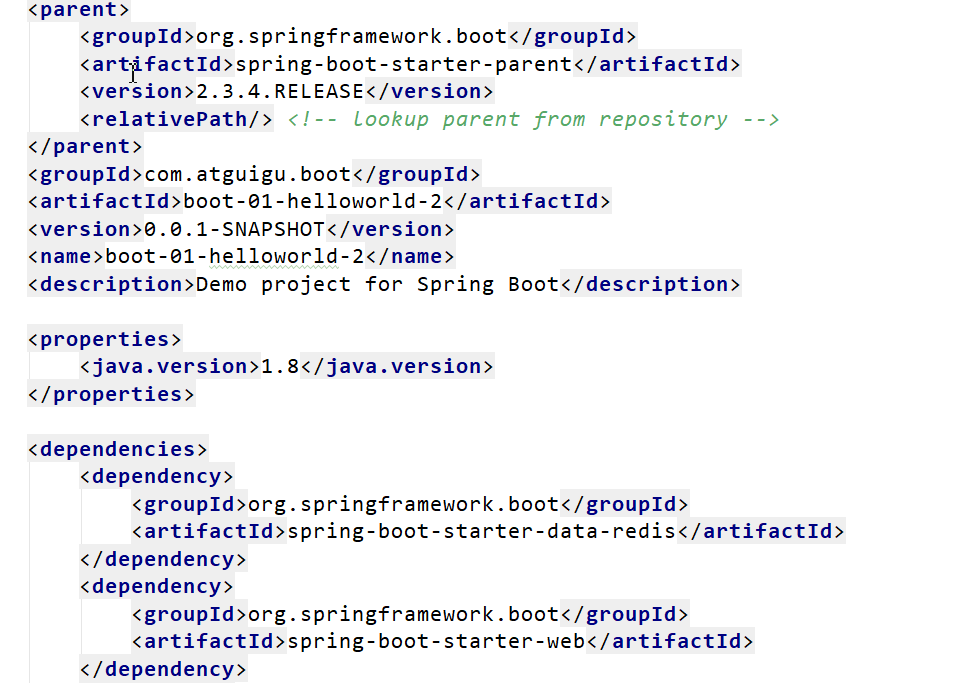 <parent>
<groupId>org.springframework.boot</groupId>
<artifactId>spring-boot-starter-parent</artifactId>
<version>2.3.4.RELEASE</version>
<relativePath/> <!-- lookup parent from repository -->
</parent>
<groupId>com.atguigu.boot</groupId>
<artifactId>boot-01-helloworld-2</artifactId>
<version>0.0.1-SNAPSHOT</version>
<name>boot-01-helloworld-2</name>
<description>Demo project for Spring Boot</description>
<properties>
<java.version>1.8</java.version>
</properties>
<dependencies>
<dependency>
<groupId>org.springframework.boot</groupId>
<artifactId>spring-boot-starter-data-redis</artifactId>
</dependency>
<dependency>
<groupId>org.springframework.boot</groupId>
<artifactId>spring-boot-starter-web</artifactId>
</dependency>